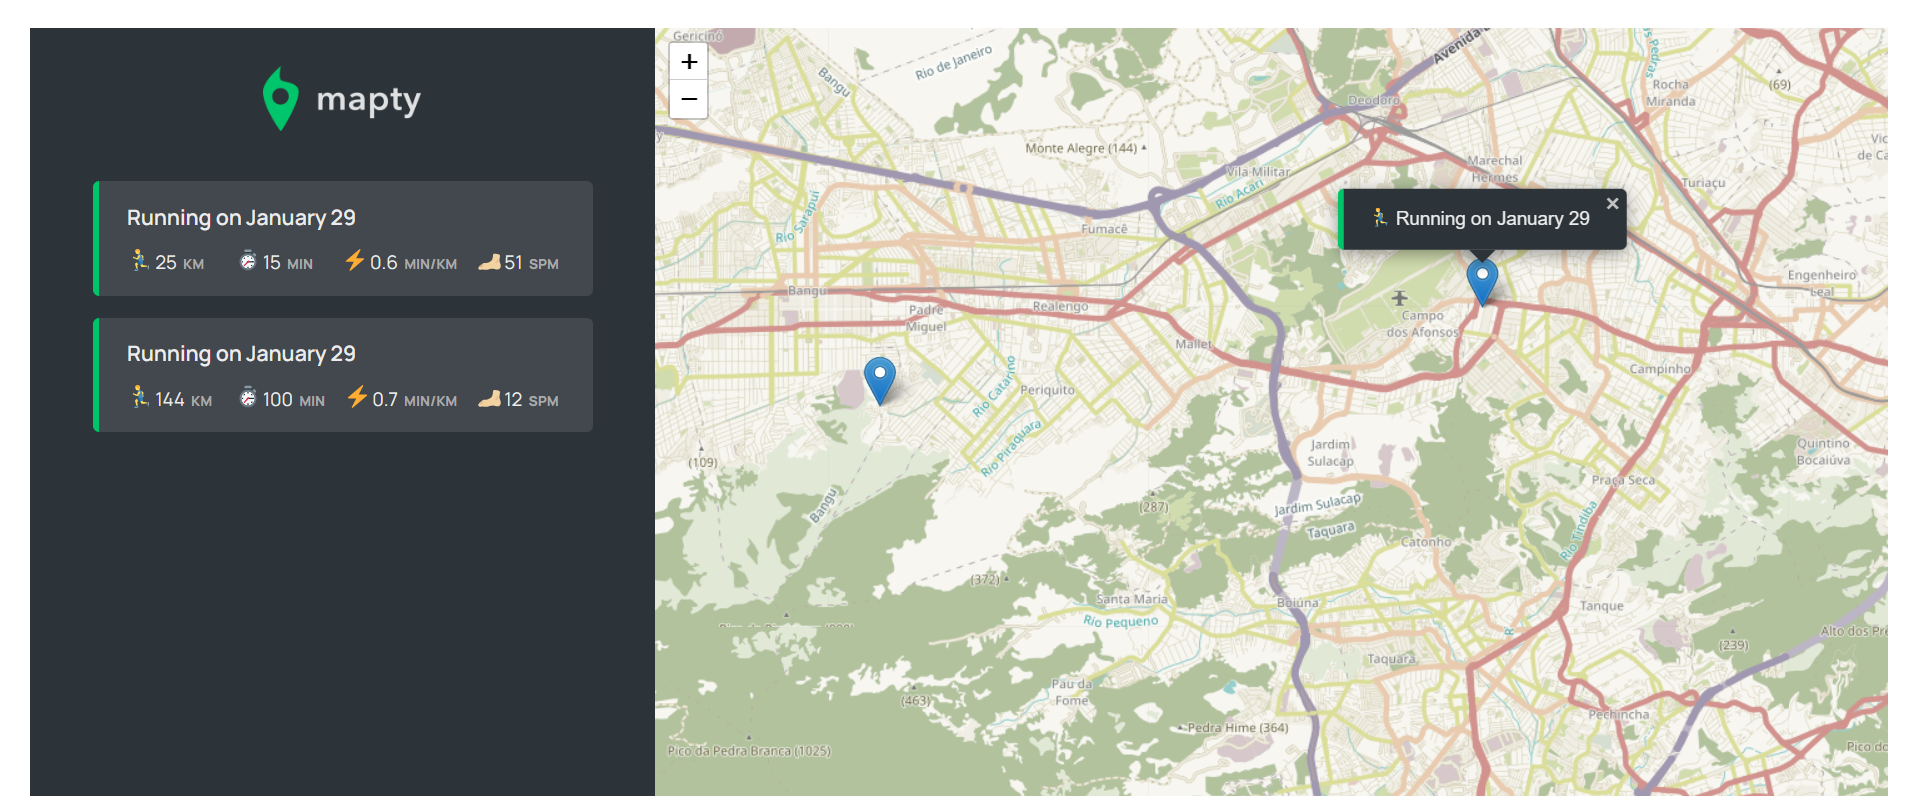 mapty
Running on January 29
25 KM 15 MIN 0.6 MIN/KM 51 SPM
Running on January 29
144 KM 100 MIN 0.7 MIN/KM 12 SPM
+
−
Gericinó
Bangu
Rio de Janeiro
Deodoro
Rocha
Miranda
(69)
Monte Alegre (144)
Vila Militar
Rio Acari
Marechal
Hermes
Turiaçu
Running on January 29
×
Rio Sarapuí
Fumacê
Bangu
Padre
Miguel
Realengo
Mallet
Campo
dos Afonsos
Engenheiro
Leal
Campinho
Periquito
Rio Catarino
Rio Piraquara
(109)
Bangu
Jardim
Sulacap
Quintino
Bocaiúva
Praça Seca
(287)
Jardim Sulacap
Taquara
Catonho
Rio Tindiba
(372)
Santa Maria
Rio Pequeno
Boiúna
Tanque
(239)
Alto dos Pre
Taquara
Pau da
Fome
(463)
Pedra Hime (364)
Pechincha
Pico da Pedra Branca (1025)
Pico do